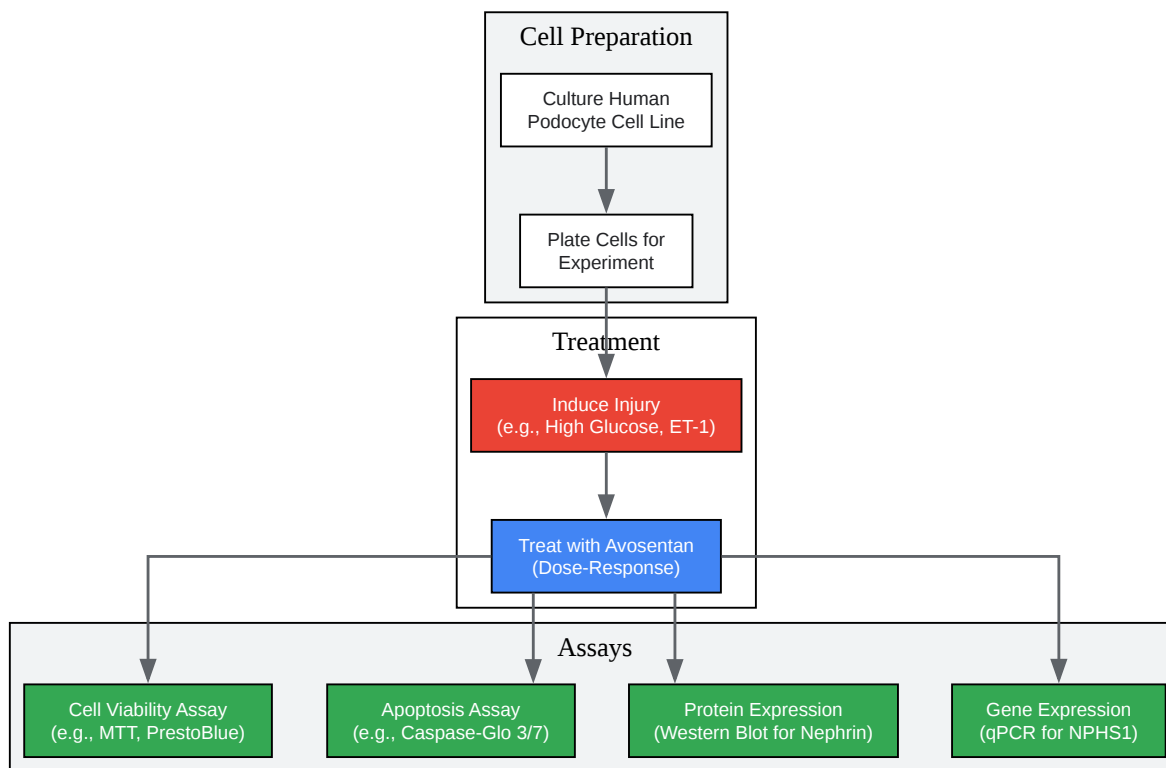 Cell Preparation
Culture Human
Podocyte Cell Line
Plate Cells for
Experiment
Treatment
Induce Injury
(e.g., High Glucose, ET-1)
Treat with Avosentan
(Dose-Response)
Assays
Cell Viability Assay
(e.g., MTT, PrestoBlue)
Apoptosis Assay
(e.g., Caspase-Glo 3/7)
Protein Expression
(Western Blot for Nephrin)
Gene Expression
(qPCR for NPHS1)